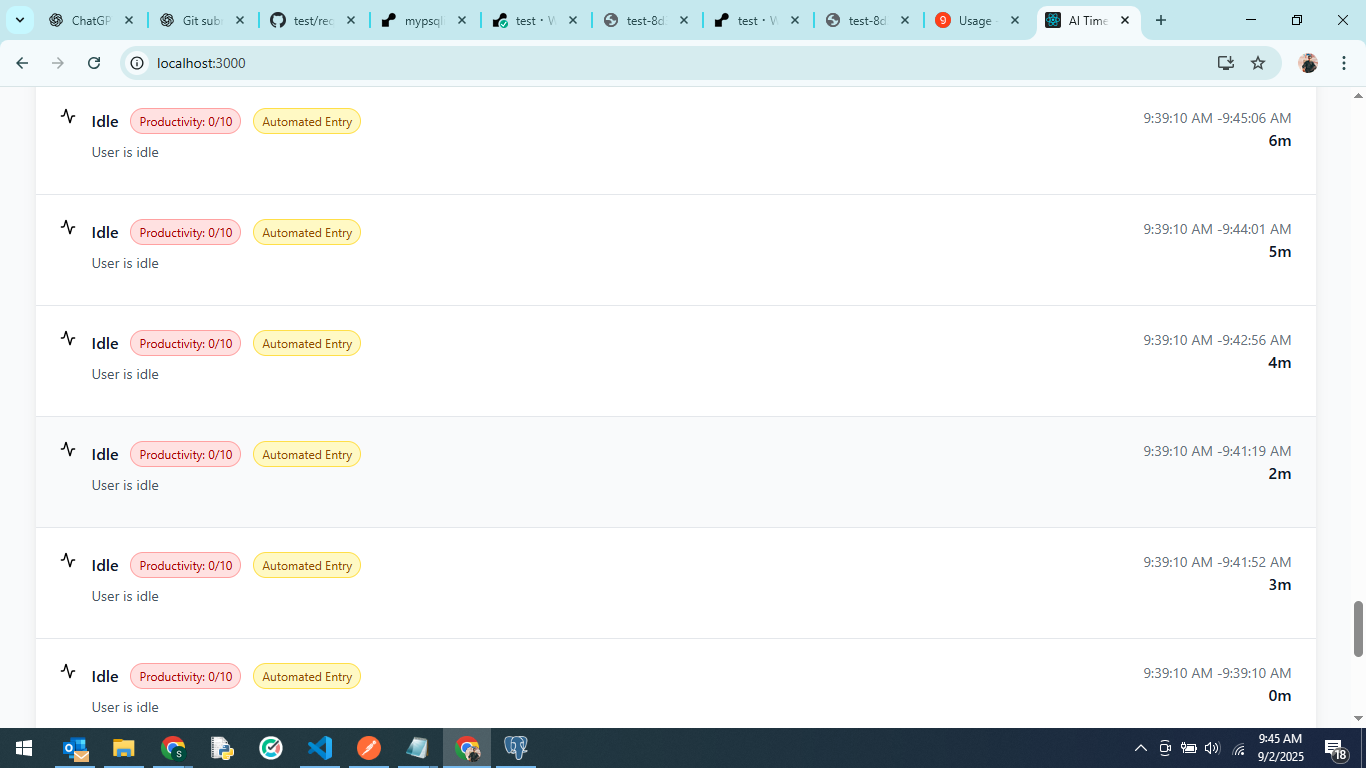 ChatGP
Git sub
test/rec
mypsql
test · W
test-8d
test · W
test-8d
9
Usage
AI Time
localhost:3000
Idle Productivity: 0/10 Automated Entry 9:39:10 AM -9:45:06 AM
6m
User is idle
Idle Productivity: 0/10 Automated Entry 9:39:10 AM -9:44:01 AM
5m
User is idle
Idle Productivity: 0/10 Automated Entry 9:39:10 AM -9:42:56 AM
4m
User is idle
Idle Productivity: 0/10 Automated Entry 9:39:10 AM -9:41:19 AM
2m
User is idle
Idle Productivity: 0/10 Automated Entry 9:39:10 AM -9:41:52 AM
3m
User is idle
Idle Productivity: 0/10 Automated Entry 9:39:10 AM -9:39:10 AM
0m
User is idle
9:45 AM
9/2/2025
18